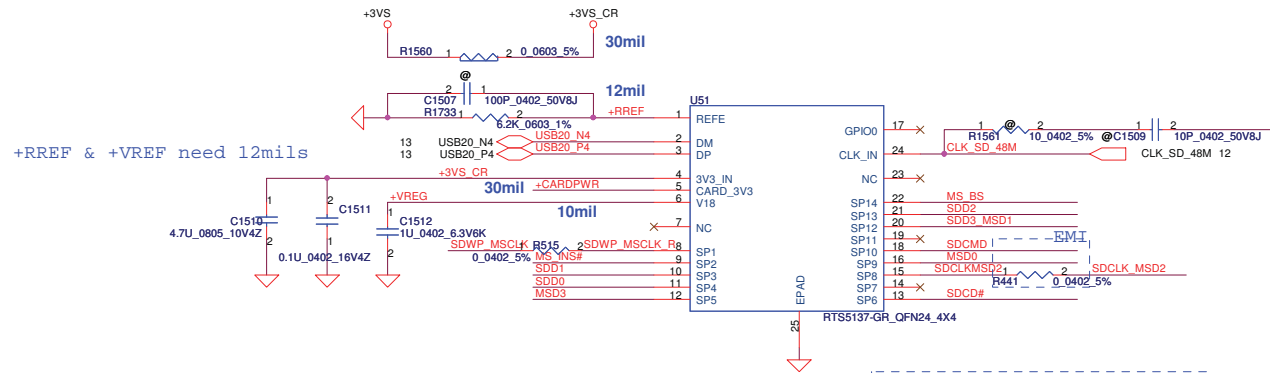 +3VS
+3VS_CR
R1560 1 2 0_0603_5%
30mil
@
12mil
2 1
C1507 100P_0402_50V8J
R1733 1 2
6.2K_0603_1%
+RREF
U51
1 REFE
GPIO0 17
13 USB20_N4 USB20_N4 2 DM
13 USB20_P4 USB20_P4 3 DP
24 CLK_IN CLK_SD_48M
R1561 1 @ 2 10_0402_5%
@C1509 1 2 10P_0402_50V8J
CLK_SD_48M 12
+RREF & +VREF need 12mils
+3VS_CR 4 3V3_IN
30mil +CARDPWR 5 CARD_3V3
+VREG 6 V18
10mil
NC 23
1 C1510 2
4.7U_0805_10V4Z
2 C1511 1
0.1U_0402_16V4Z
1 C1512
1U_0402_6.3V6K
2
7 NC
SDWP_MSCLK R515 1 2 SDWP_MSCLK_R 8 SP1
0_0402_5%
MS_INS# 9 SP2
SDD1 10 SP3
SDD0 11 SP4
MSD3 12 SP5
SP14 22 MS_BS
SP13 21 SDD2
SP12 20 SDD3_MSD1
SP11 19
EMI
SP10 18 SDCMD
SP9 16 MSD0
SP8 15 SDCLKMSD2 1 2 SDCLK_MSD2
R441 0_0402_5%
SP7 14
SP6 13 SDCD#
EPAD
25
RTS5137-GR_QFN24_4X4